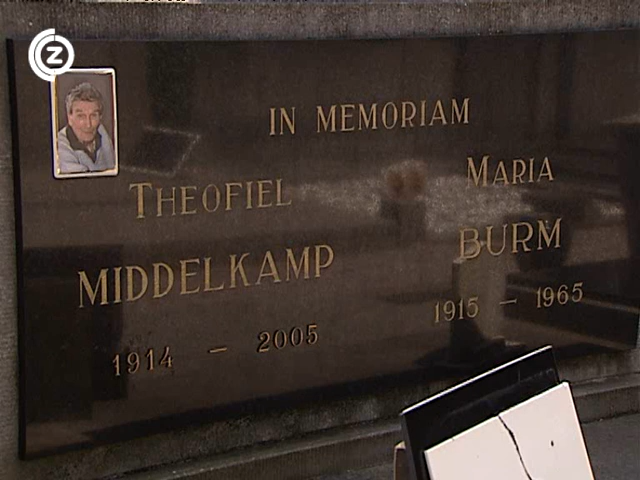 Z
IN MEMORIAM
THEOFIEL
MIDDELKAMP
1914 – 2005
MARIA
BURM
1915 – 1965